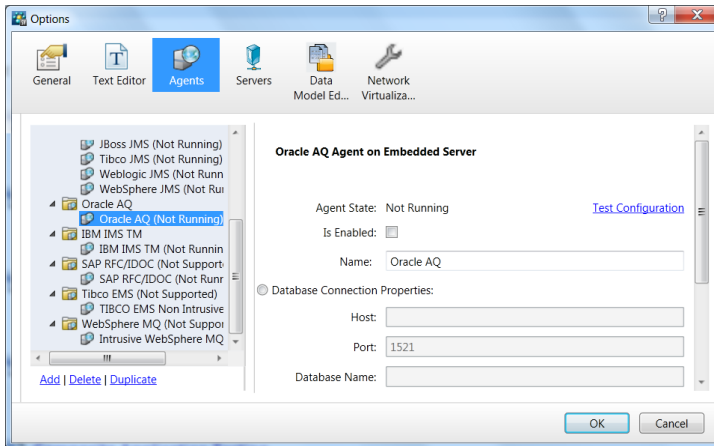 Options
General
Text Editor
Agents
Servers
Data Model Ed...
Network Virtualiza...
JBoss JMS (Not Running)
Tibco JMS (Not Running)
Weblogic JMS (Not Runn
WebSphere JMS (Not Rui
Oracle AQ
Oracle AQ (Not Running)
IBM IMS TM
IBM IMS TM (Not Runnin
SAP RFC/IDOC (Not Support
SAP RFC/IDOC (Not Runr
Tibco EMS (Not Supported)
TIBCO EMS Non Intrusive
WebSphere MQ (Not Suppor
Intrusive WebSphere MQ
Add | Delete | Duplicate
Oracle AQ Agent on Embedded Server
Agent State: Not Running Test Configuration
Is Enabled:
Name: Oracle AQ
Database Connection Properties:
Host:
Port: 1521
Database Name:
OK Cancel